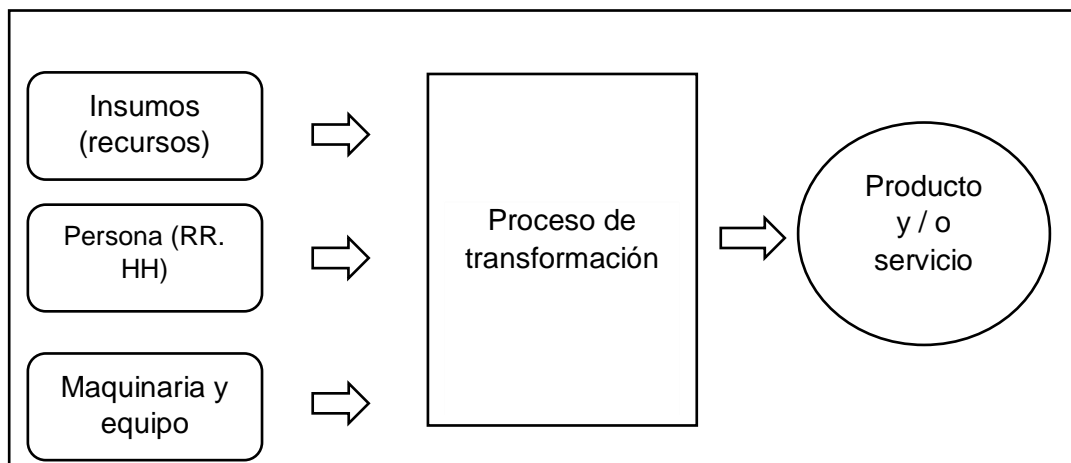 Insumos
(recursos)
Persona (RR.
HH)
Maquinaria y
equipo
Proceso de
transformación
Producto
y / o
servicio